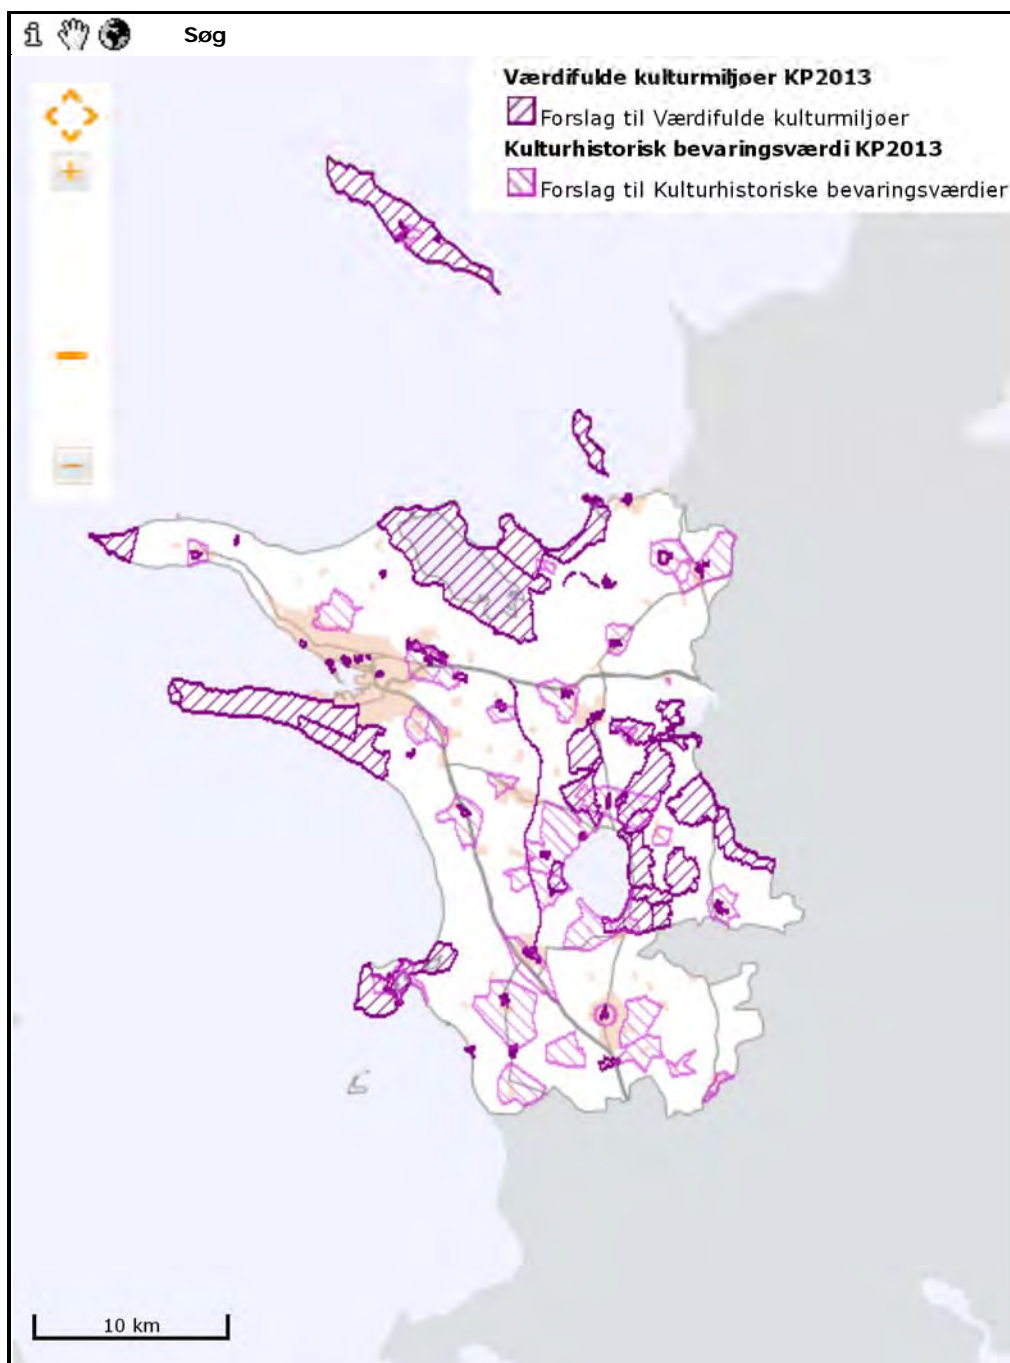 Søg
Værdifulde kulturmiljøer KP2013
Forslag til Værdifulde kulturmiljøer
Kulturhistorisk bevaringsværdi KP2013
Forslag til Kulturhistoriske bevaringsværdier
10 km